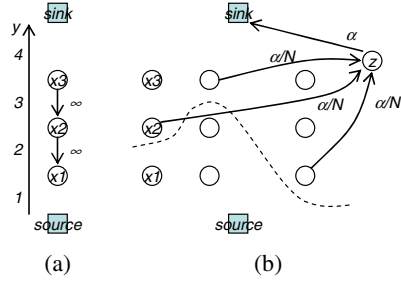 y
4
3
2
1
sink
x3
∞
x2
∞
x1
source
(a)
sink
α
z
α/N
α/N
α/N
x3
x2
x1
source
(b)